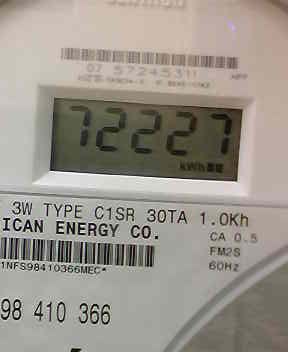 07 57245311
72227
kWh
3W TYPE C1SR 30TA 1.0Kh
ICAN ENERGY CO.
CA 0.5
FM2S
60Hz
1NFS98410366MEC*
98 410 366